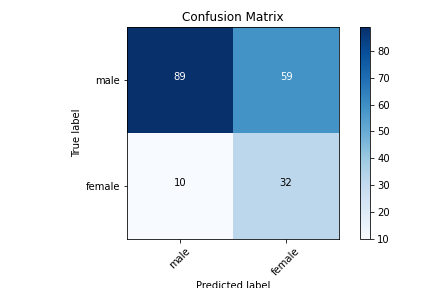 Confusion Matrix
True label
male
89
59
female
10
32
male
female
Predicted label
80
70
60
50
40
30
20
10